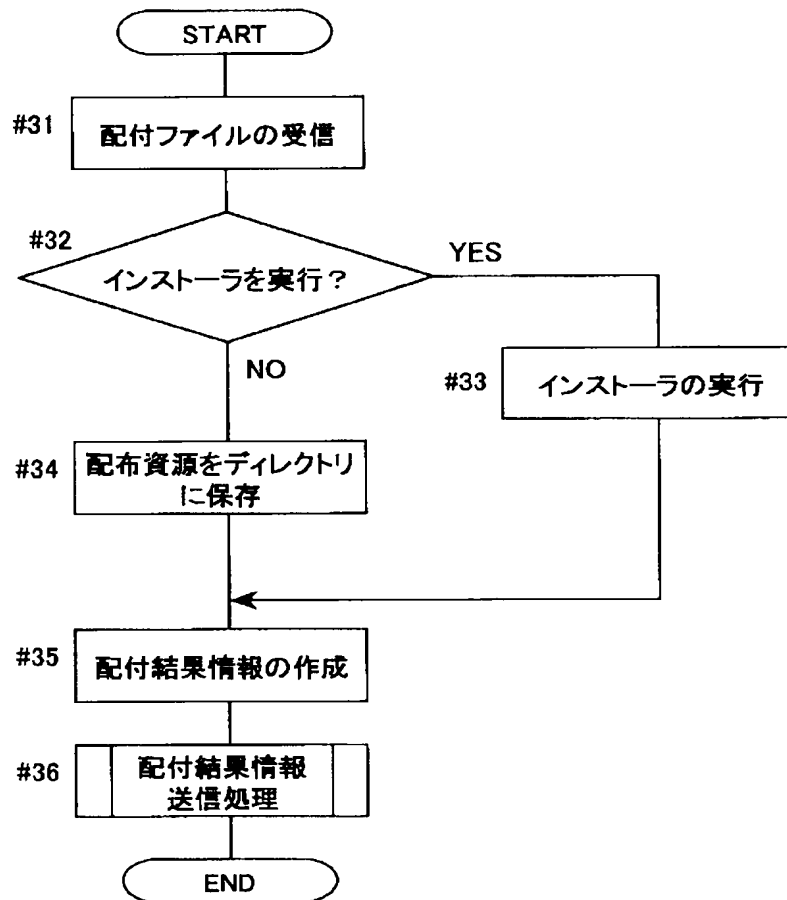 START
#31
配付ファイルの受信
#32
インストーラを実行？
YES
NO
#33
インストーラの実行
#34
配布資源をディレクトリ
に保存
#35
配付結果情報の作成
#36
配付結果情報
送信処理
END